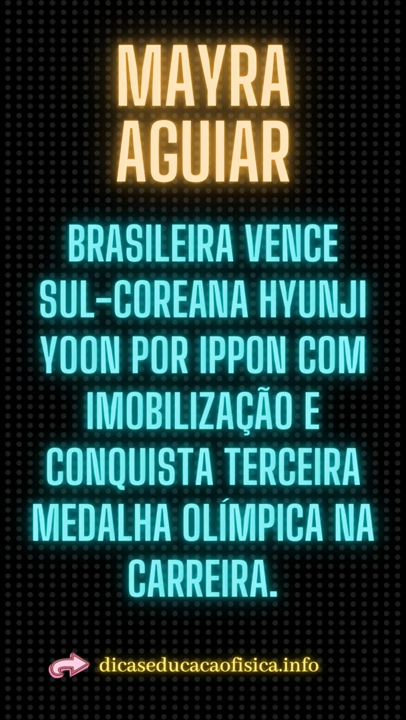 MAYRA
AGUIAR
BRASILEIRA VENCE
SUL-COREANA HYUNJI
YOON POR IPPON COM
IMOBILIZAÇÃO E
CONQUISTA TERCEIRA
MEDALHA OLÍMPICA NA
CARREIRA.
dicaseducacaofisica.info